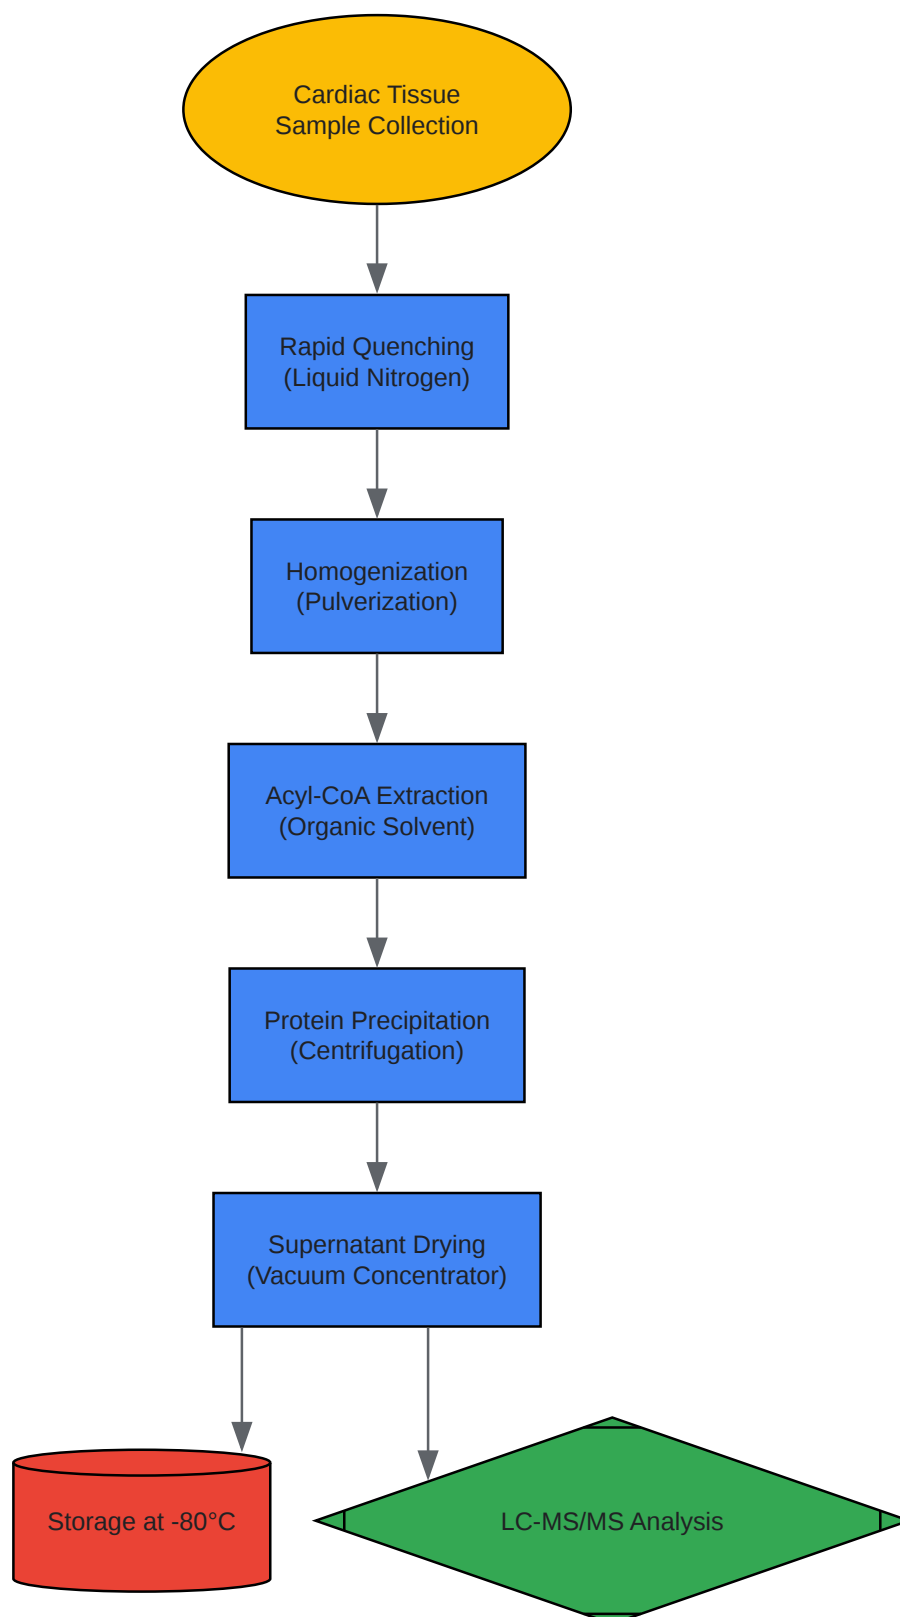 Cardiac Tissue
Sample Collection
Rapid Quenching
(Liquid Nitrogen)
Homogenization
(Pulverization)
Acyl-CoA Extraction
(Organic Solvent)
Protein Precipitation
(Centrifugation)
Supernatant Drying
(Vacuum Concentrator)
Storage at -80°C
LC-MS/MS Analysis